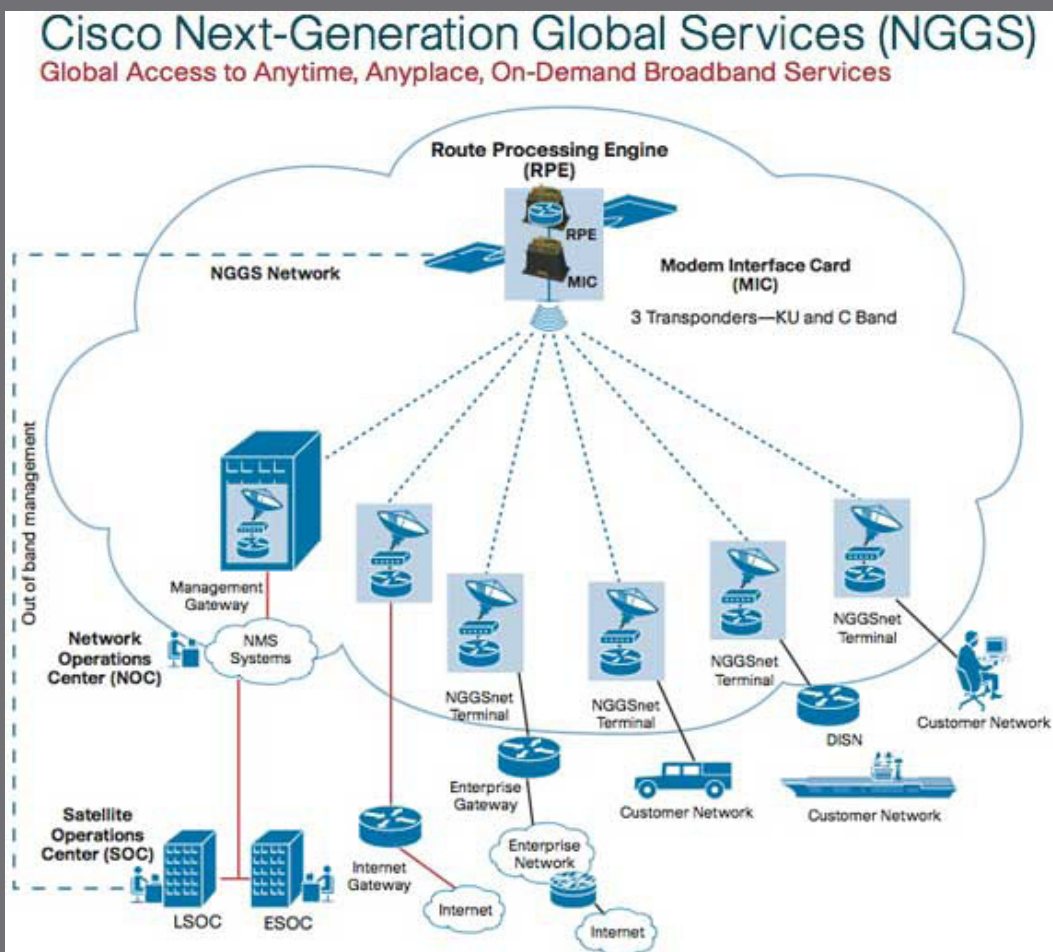 Cisco Next-Generation Global Services (NGGS)
Global Access to Anytime, Anyplace, On-Demand Broadband Services
Route Processing Engine
(RPE)
RPE
MIC
NGGS Network
Modem Interface Card
(MIC)
3 Transponders—KU and C Band
Out of band management
Management
Gateway
Network
Operations
Center (NOC)
NMS
Systems
NGGSnet
Terminal
NGGSnet
Terminal
NGGSnet
Terminal
NGGSnet
Terminal
Customer Network
DISN
Enterprise
Gateway
Customer Network
Customer Network
Satellite
Operations
Center (SOC)
LSOC
ESOC
Internet
Gateway
Internet
Enterprise
Network
Internet